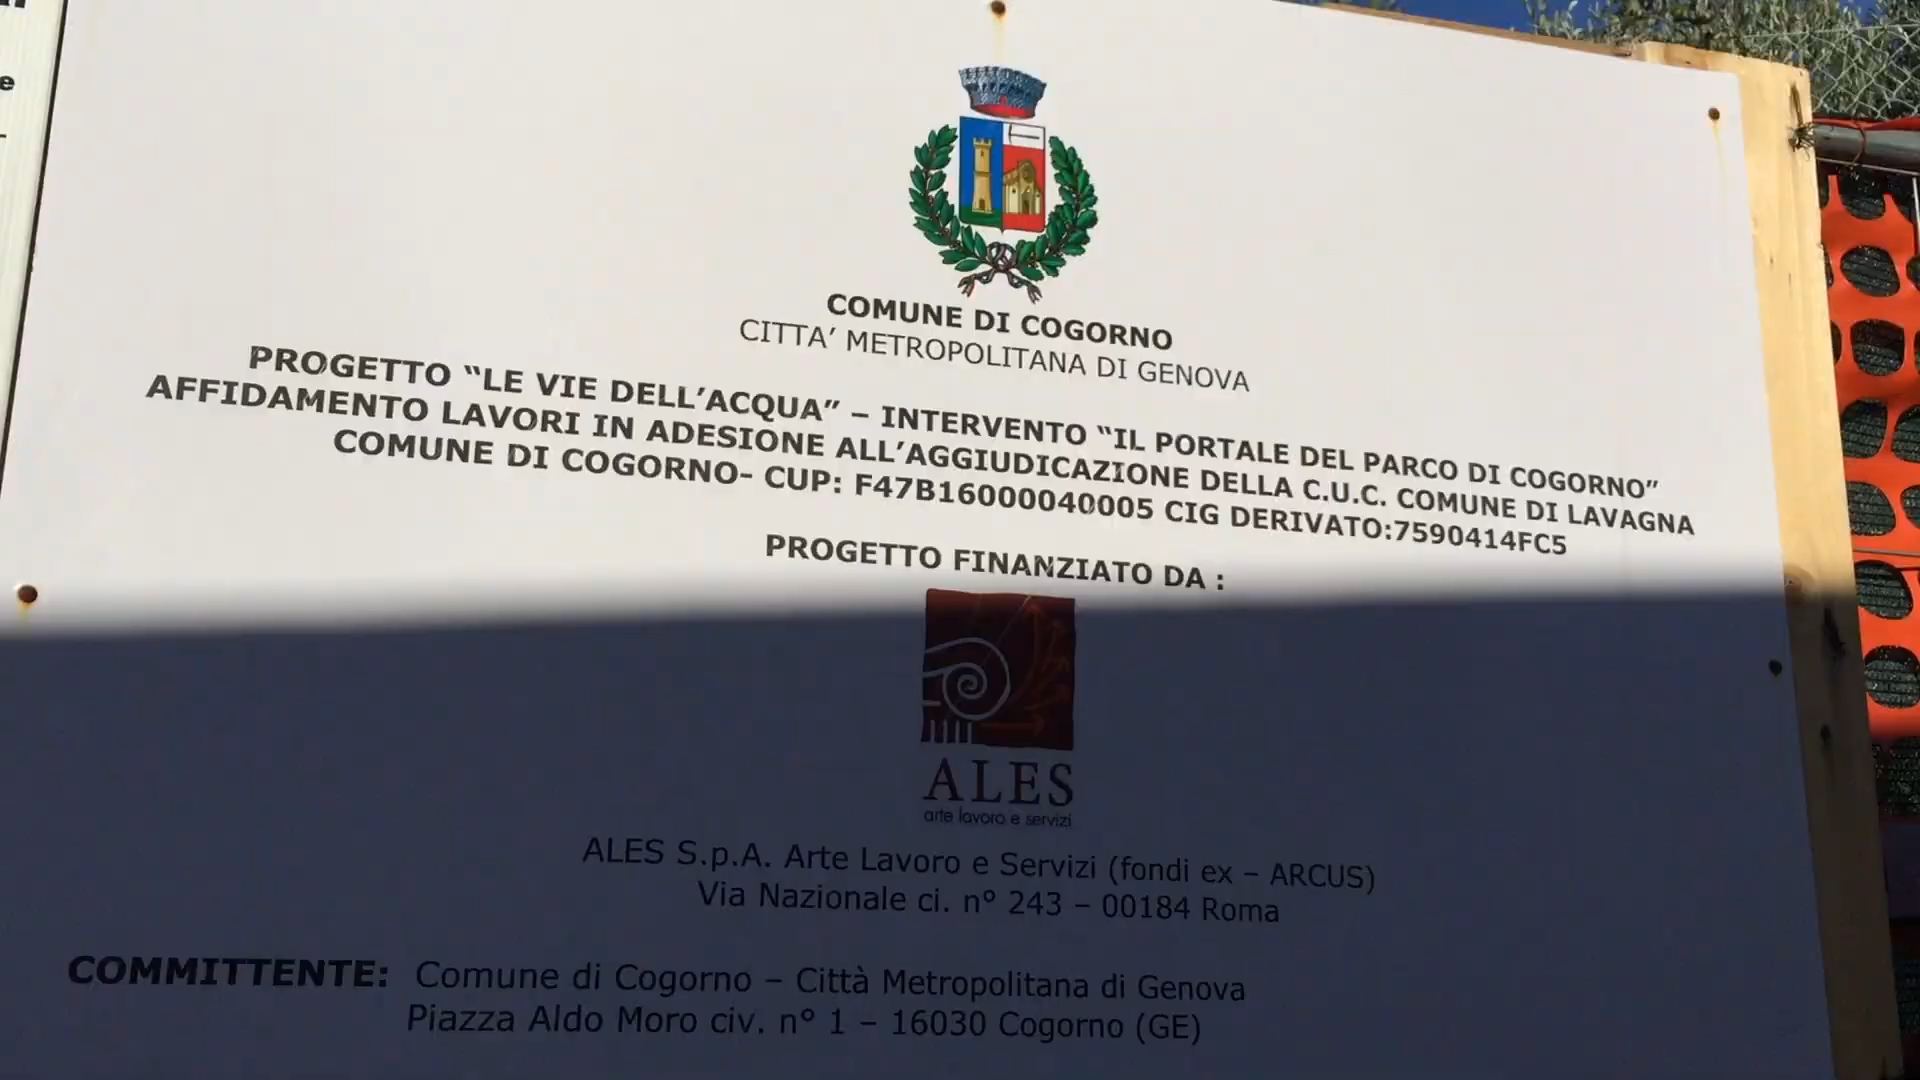 e
COMUNE DI COGORNO
CITTA’ METROPOLITANA DI GENOVA
PROGETTO “LE VIE DELL’ACQUA” – INTERVENTO “IL PORTALE DEL PARCO DI COGORNO”
AFFIDAMENTO LAVORI IN ADESIONE ALL’AGGIUDICAZIONE DELLA C.U.C. COMUNE DI LAVAGNA
COMUNE DI COGORNO- CUP: F47B16000040005 CIG DERIVATO:7590414FC5
PROGETTO FINANZIATO DA :
ALES
arte lavoro e servizi
ALES S.p.A. Arte Lavoro e Servizi (fondi ex – ARCUS)
Via Nazionale ci. n° 243 – 00184 Roma
COMMITTENTE: Comune di Cogorno – Città Metropolitana di Genova
Piazza Aldo Moro civ. n° 1 – 16030 Cogorno (GE)